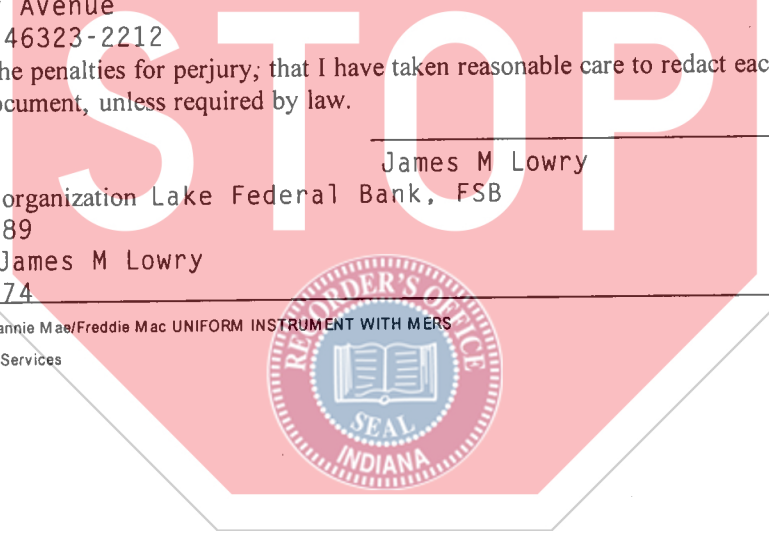 Avenue
46323-2212
he penalties for perjury, that I have taken reasonable care to redact eac
ocument, unless required by law.
James M Lowry
organization Lake Federal Bank, FSB
89
James M Lowry
74
annie Mae/Freddie Mac UNIFORM INSTRUMENT WITH MERS
Services
STOP
RECORDER'S OFFICE
SEAL
INDIANA